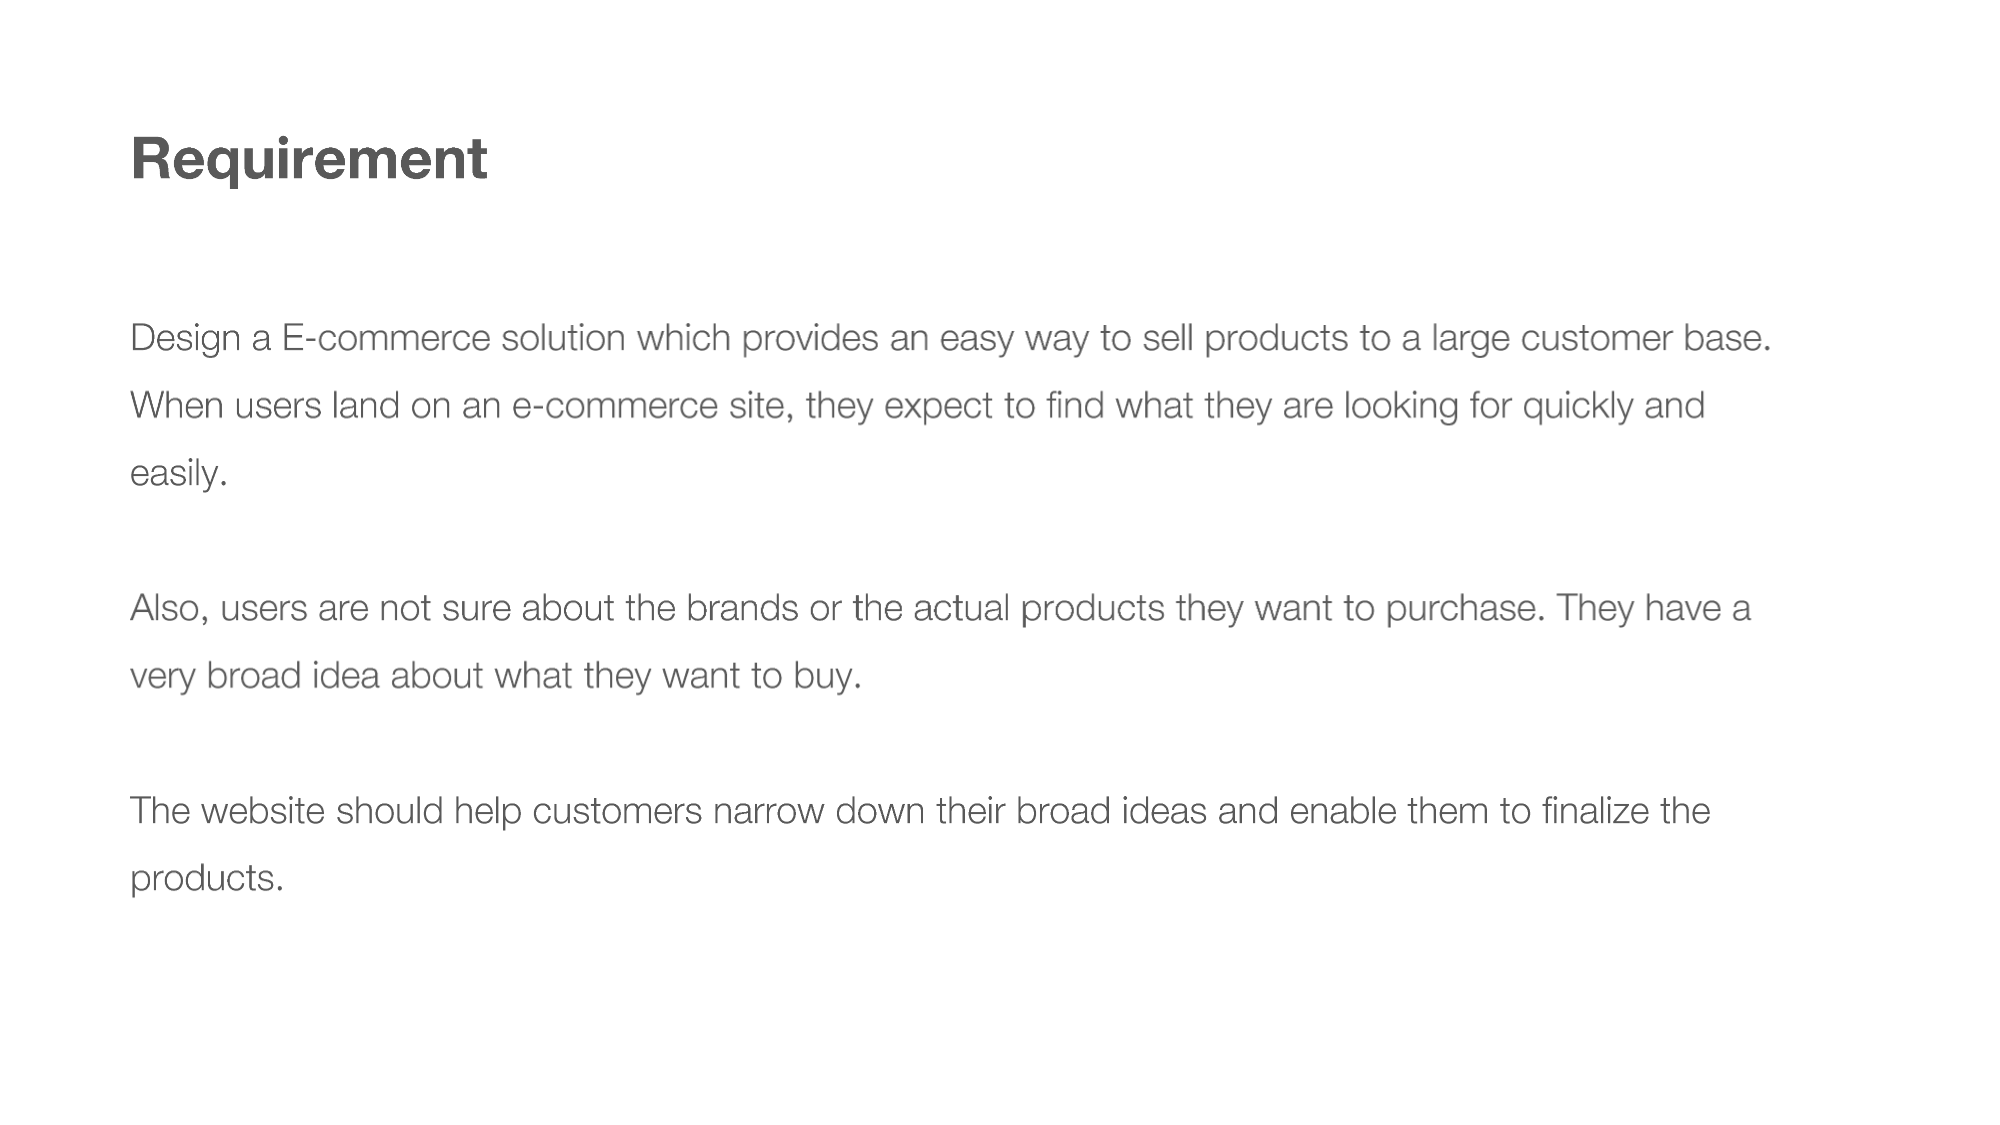 Requirement
Design a E-commerce solution which provides an easy way to sell products to a large customer base.
When users land on an e-commerce site, they expect to find what they are looking for quickly and
easily.
Also, users are not sure about the brands or the actual products they want to purchase. They have a
very broad idea about what they want to buy.
The website should help customers narrow down their broad ideas and enable them to finalize the
products.